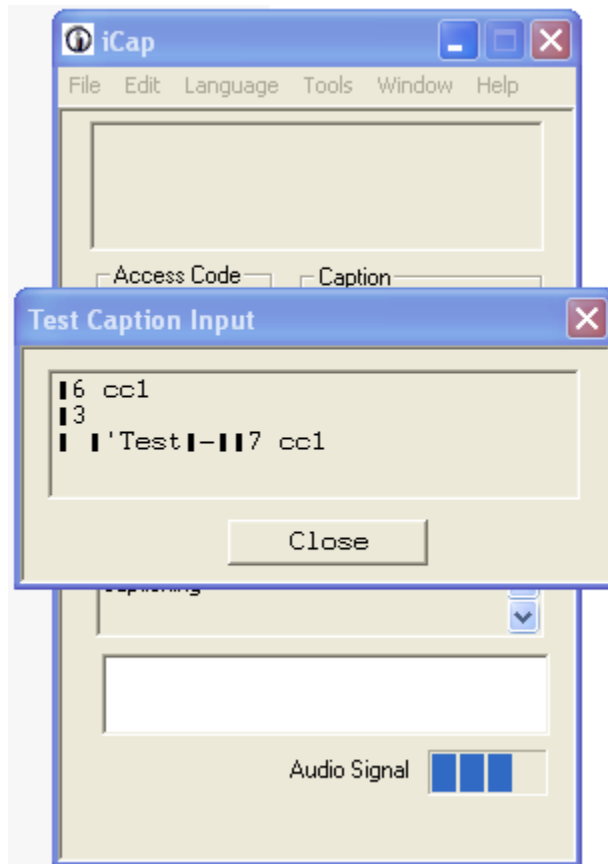 iCap
File Edit Language Tools Window Help
Access Code Caption
Test Caption Input
▌6 cc1
▌3
▌ ▌'Test▌-▌▌7 cc1
Close
Audio Signal